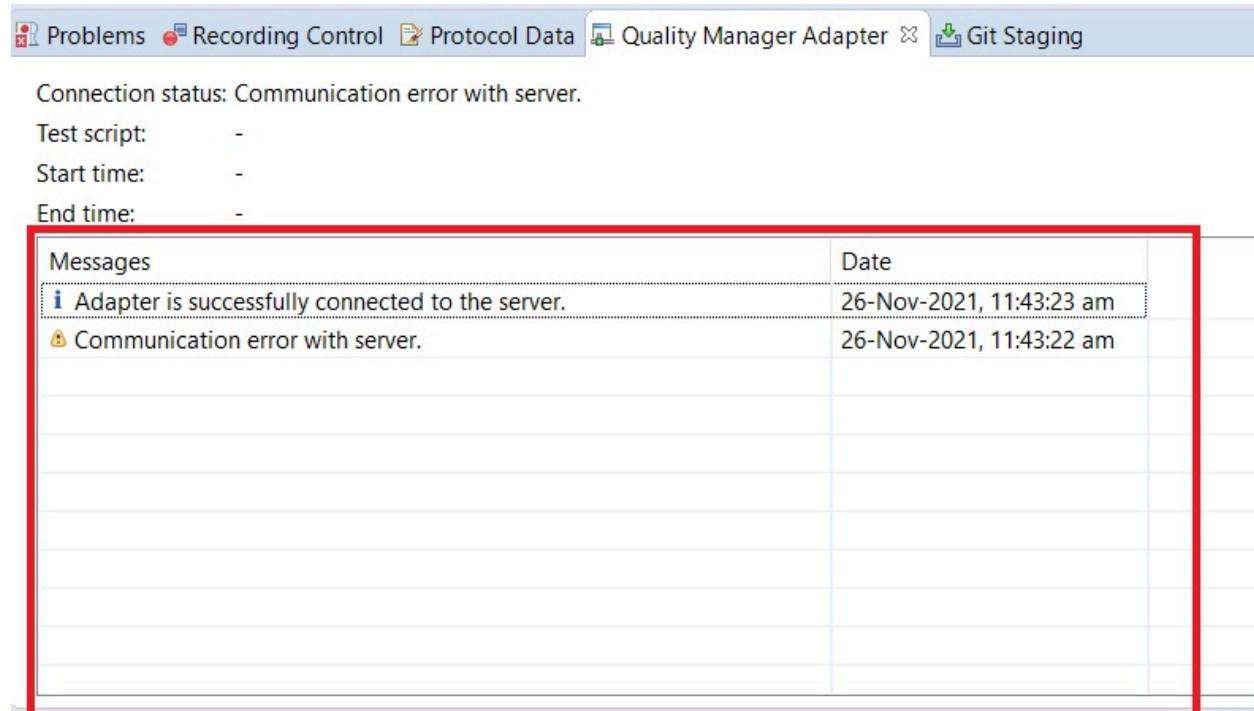 Problems Recording Control Protocol Data Quality Manager Adapter Git Staging
Connection status: Communication error with server.
Test script: -
Start time: -
End time: -
Messages Date
Adapter is successfully connected to the server. 26-Nov-2021, 11:43:23 am
Communication error with server. 26-Nov-2021, 11:43:22 am